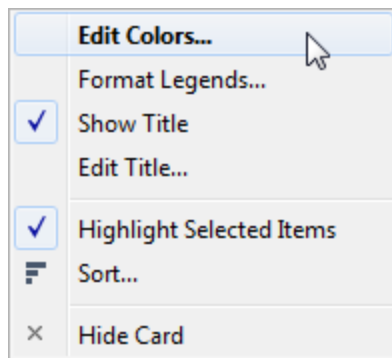 Edit Colors...
Format Legends...
Show Title
Edit Title...
Highlight Selected Items
Sort...
Hide Card